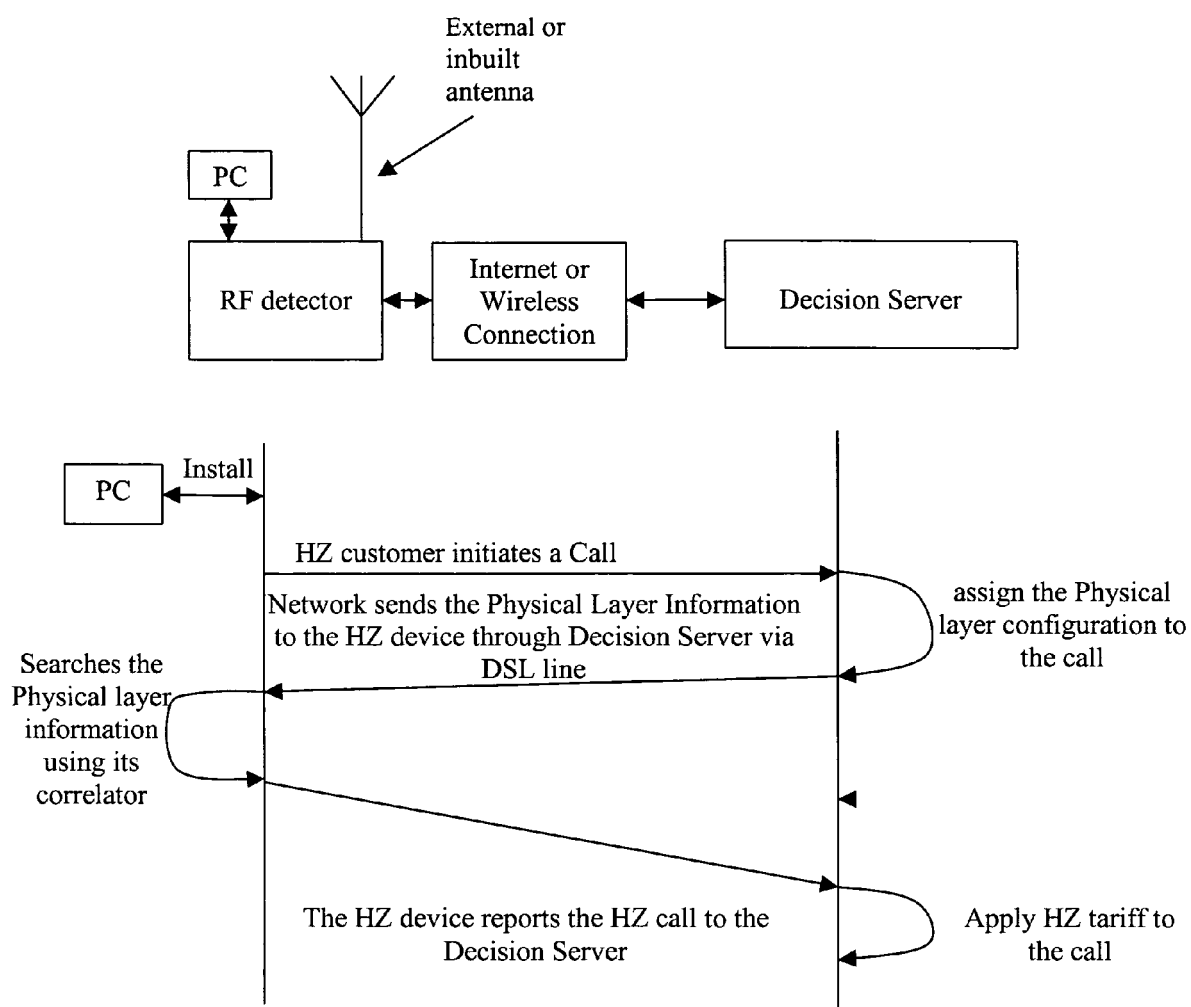 External or
inbuilt
antenna
PC
RF detector
Internet or
Wireless
Connection
Decision Server
PC
Install
HZ customer initiates a Call
Network sends the Physical Layer Information
to the HZ device through Decision Server via
DSL line
assign the Physical
layer configuration to
the call
Searches the
Physical layer
information
using its
correlator
The HZ device reports the HZ call to the
Decision Server
Apply HZ tariff to
the call